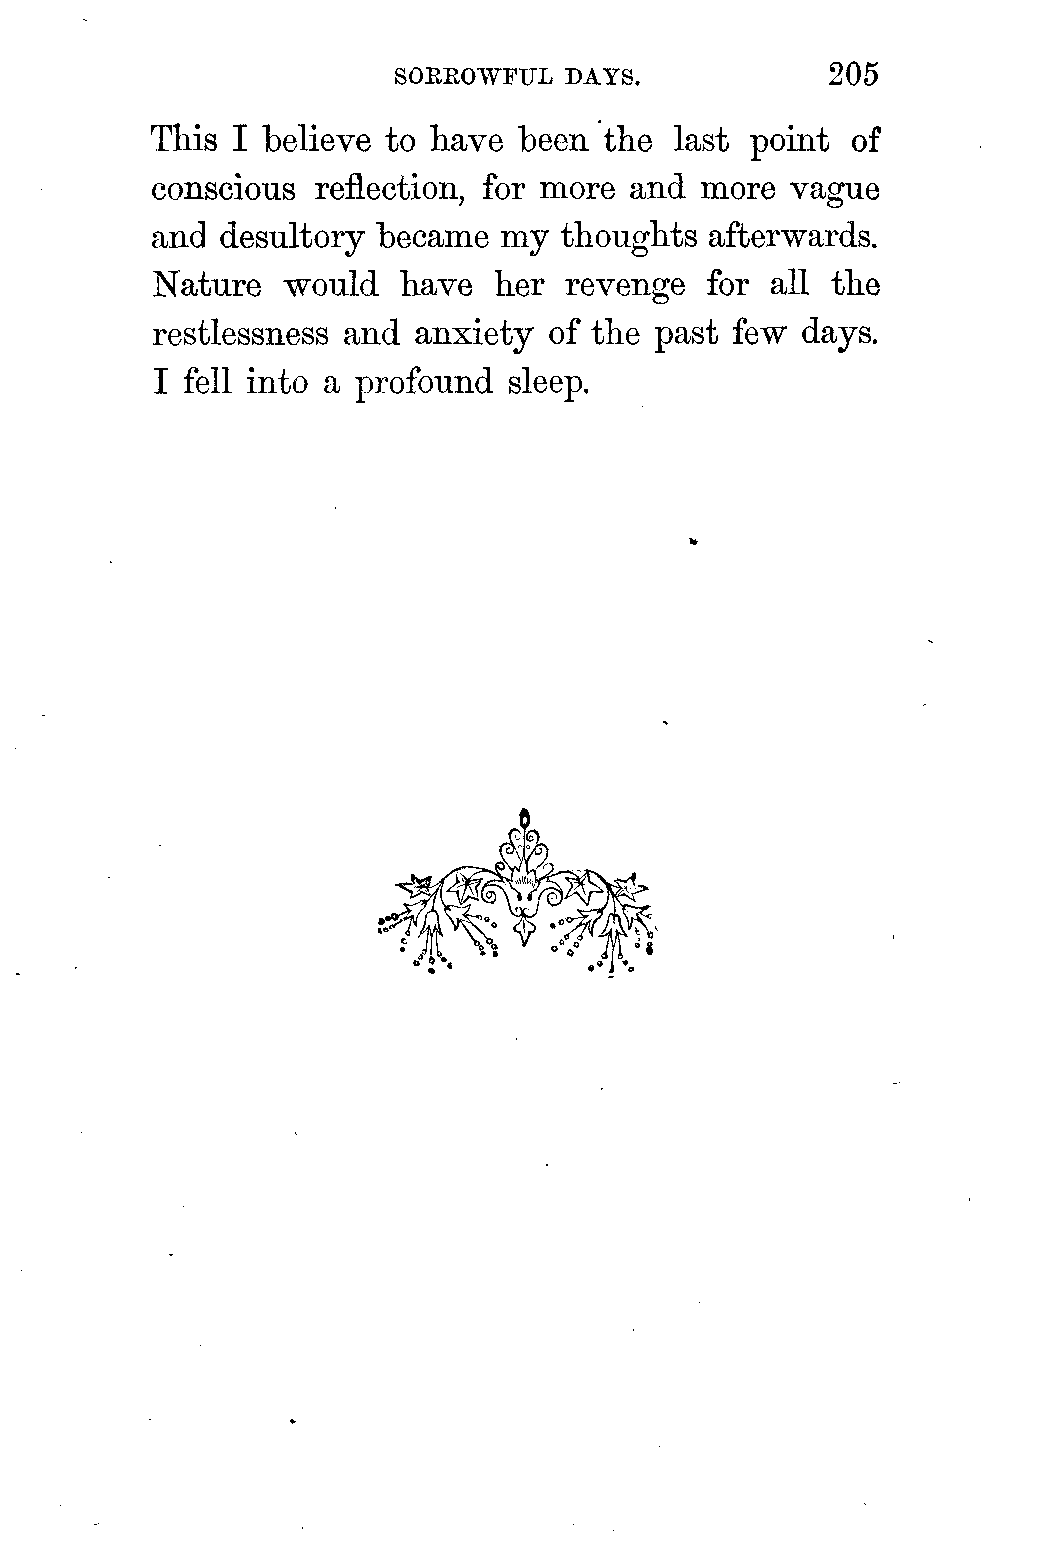 SORROWFUL DAYS. 205
This I believe to have been the last point of
conscious reflection, for more and more vague
and desultory became my thoughts afterwards.
Nature would have her revenge for all the
restlessness and anxiety of the past few days.
I fell into a profound sleep.